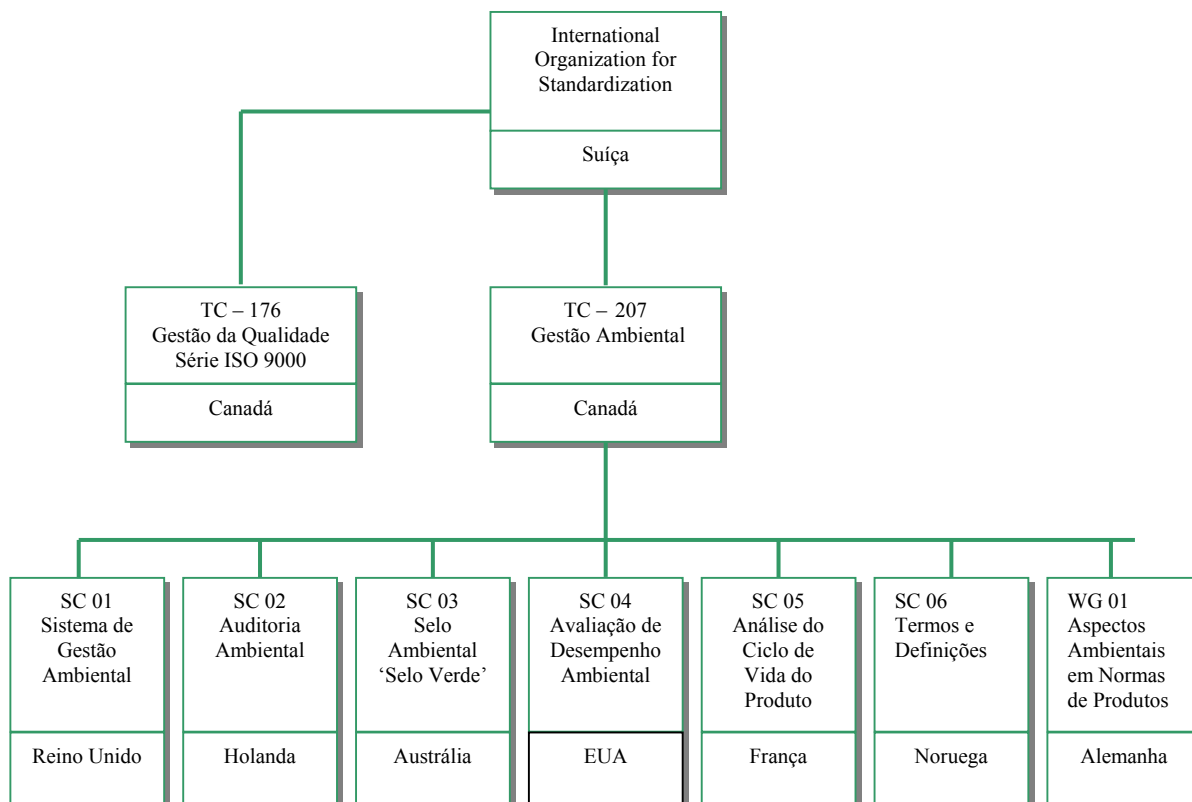 International
Organization for
Standardization
Suíça
TC – 176
Gestão da Qualidade
Série ISO 9000
Canadá
TC – 207
Gestão Ambiental
Canadá
SC 01
Sistema de
Gestão
Ambiental
Reino Unido
SC 02
Auditoria
Ambiental
Holanda
SC 03
Selo
Ambiental
‘Selo Verde’
Austrália
SC 04
Avaliação de
Desempenho
Ambiental
EUA
SC 05
Análise do
Ciclo de
Vida do
Produto
França
SC 06
Termos e
Definições
Noruega
WG 01
Aspectos
Ambientais
em Normas
de Produtos
Alemanha